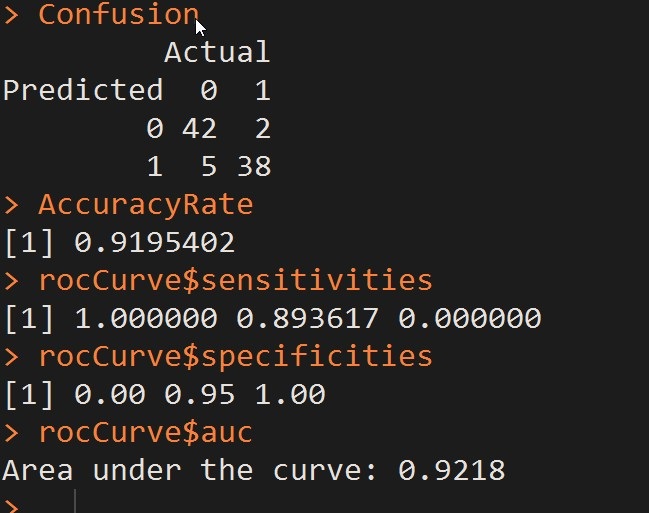 > Confusion
Actual
Predicted 0 1
0 42 2
1 5 38
> AccuracyRate
[1] 0.9195402
> rocCurve$sensitivities
[1] 1.000000 0.893617 0.000000
> rocCurve$specificities
[1] 0.00 0.95 1.00
> rocCurve$auc
Area under the curve: 0.9218
>